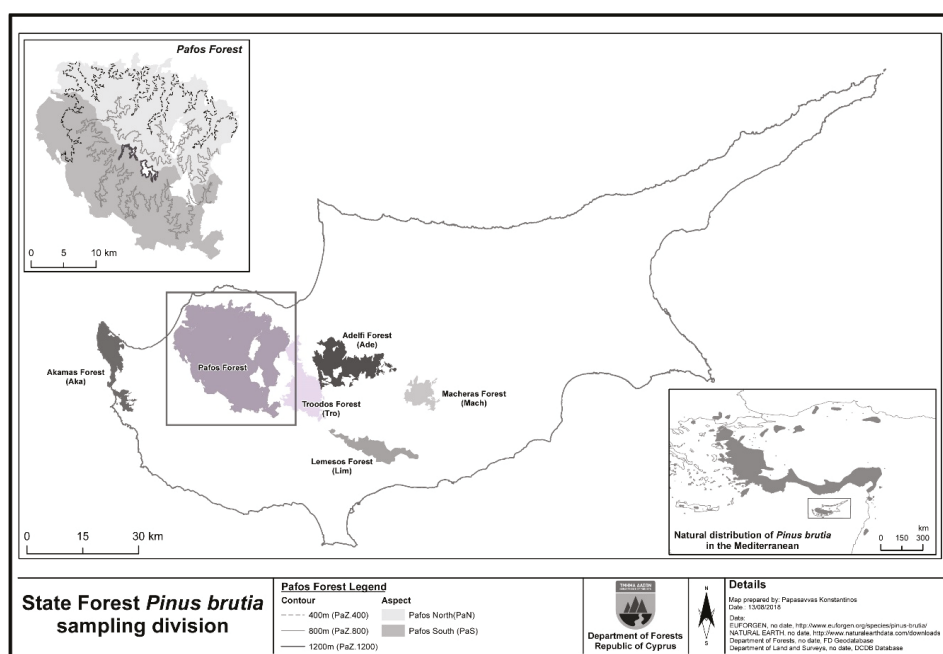 Pafos Forest
0 5 10 km
Adelfi Forest
(Ade)
Pafos Forest
Akamas Forest
(Aka)
Troodos Forest
(Tro)
Macheras Forest
(Mach)
Lemesos Forest
(Lim)
0 15 30 km
Natural distribution of Pinus brutia
in the Mediterranean
km
0 150 300
State Forest Pinus brutia
sampling division
Pafos Forest Legend
Contour
400m (PaZ.400)
800m (PaZ.800)
1200m (PaZ.1200)
Aspect
Pafos North(PaN)
Pafos South (PaS)
ΤΜΗΜΑ ΔΑΣΩΝ
Department of Forests
Republic of Cyprus
N
S
Details
Map prepared by: Papasavvas Konstantinos
Date.: 13/08/2018
Data:
EUFORGEN, no date, http://www.euforgen.org/species/pinus-brutia/
NATURAL EARTH, no date, http://www.naturalearthdata.com/downloads
Department of Forests, no date, FD Geodatabase
Department of Land and Surveys, no date, DCDB Database